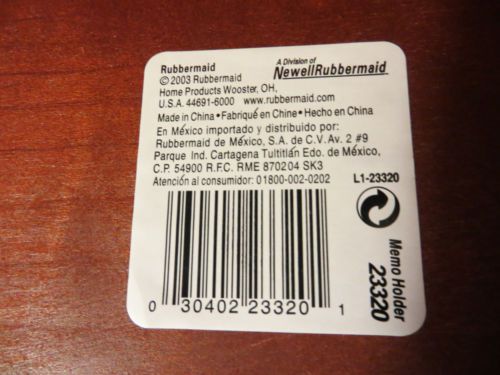 Rubbermaid
© 2003 Rubbermaid
Home Products Wooster, OH,
U.S.A. 44691-6000 www.rubbermaid.com
A Division of
NewellRubbermaid
Made in China • Fabriqué en Chine • Hecho en China
En México importado y distribuido por:
Rubbermaid de México, S.A. de C.V. Av. 2 #9
Parque Ind. Cartagena Tultitlán Edo. de México,
C.P. 54900 R.F.C. RME 870204 SK3
Atención al consumidor: 01800-002-0202
L1-23320
Memo Holder
23320
0 30402 23320 1